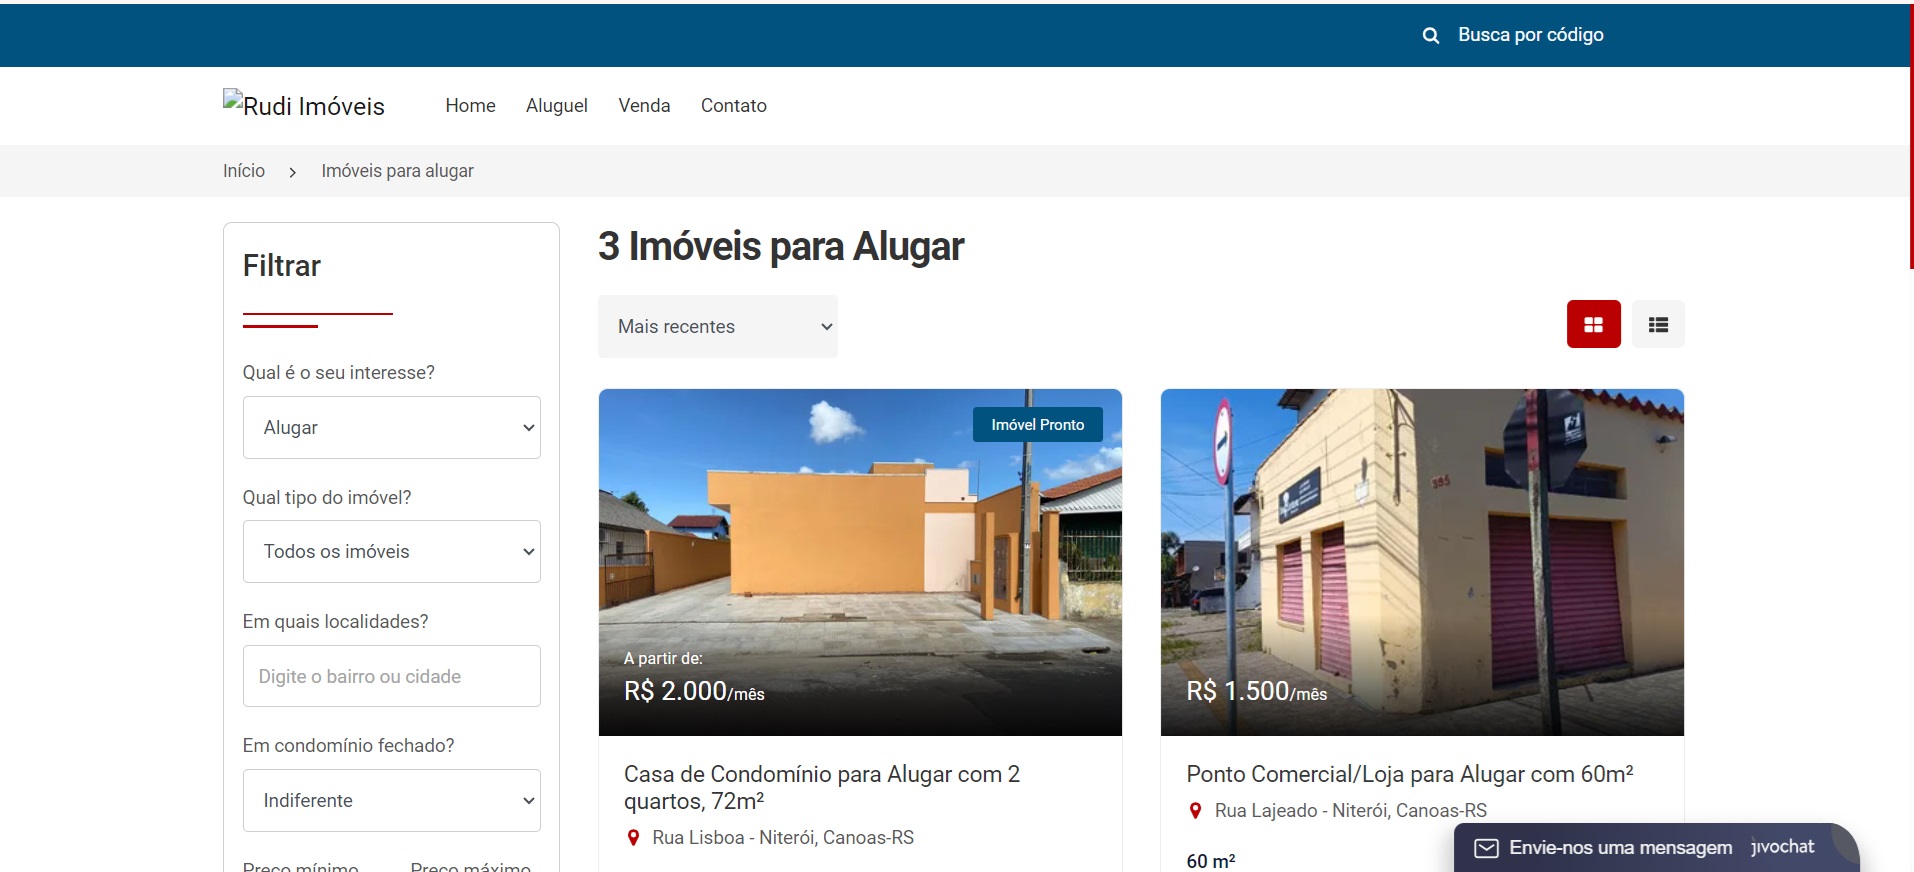 Busca por código
Rudi Imóveis
Home Aluguel Venda Contato
Início > Imóveis para alugar
Filtrar
Qual é o seu interesse?
Alugar
Qual tipo do imóvel?
Todos os imóveis
Em quais localidades?
Digite o bairro ou cidade
Em condomínio fechado?
Indiferente
Preço mínimo Preço máximo
3 Imóveis para Alugar
Mais recentes
Imóvel Pronto
A partir de:
R$ 2.000/mês
Casa de Condomínio para Alugar com 2
quartos, 72m²
Rua Lisboa - Niterói, Canoas-RS
395
R$ 1.500/mês
Ponto Comercial/Loja para Alugar com 60m²
Rua Lajeado - Niterói, Canoas-RS
60 m²
Envie-nos uma mensagem jivochat